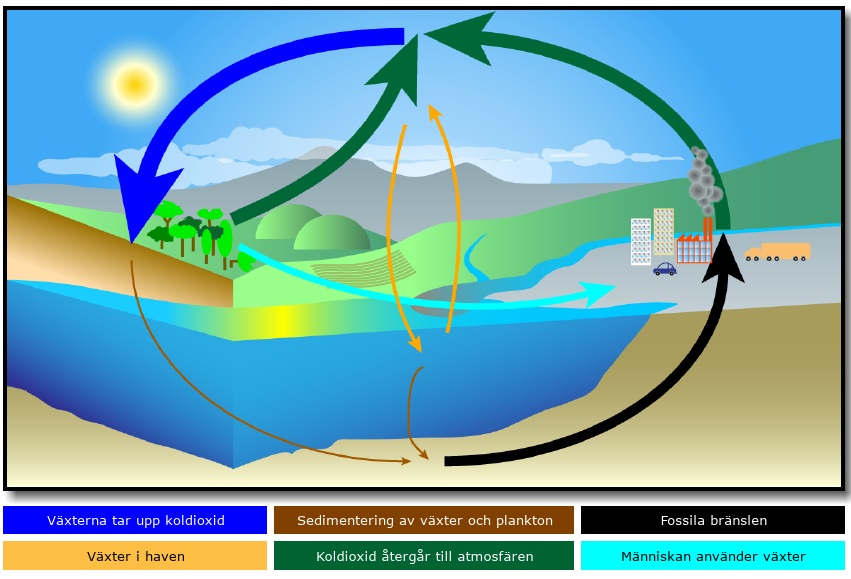 Växterna tar upp koldioxid
Sedimentering av växter och plankton
Fossila bränslen
Växter i haven
Koldioxid återgår till atmosfären
Människan använder växter